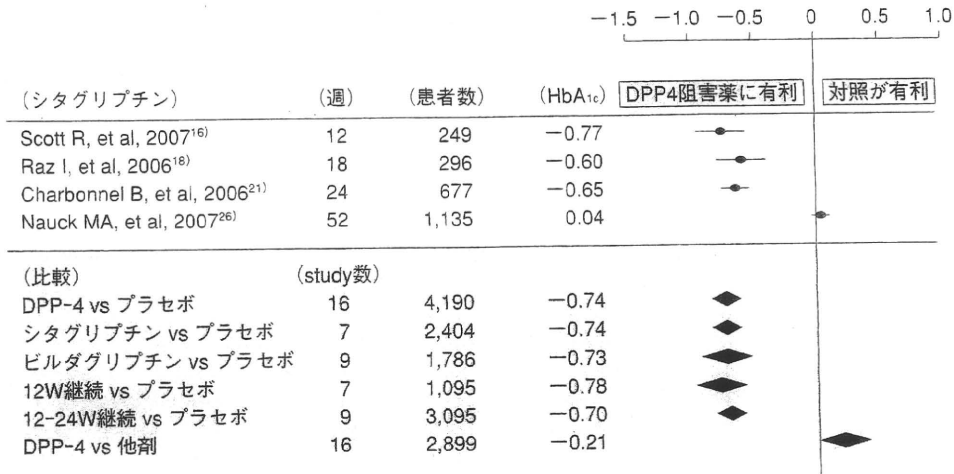 −1.5 −1.0 −0.5 0 0.5 1.0
(シタグリプチン) (週) (患者数) (HbA1c) DPP4阻害薬に有利 対照が有利
Scott R, et al, 200716) 12 249 −0.77
Raz I, et al, 200618) 18 296 −0.60
Charbonnel B, et al, 200621) 24 677 −0.65
Nauck MA, et al, 200726) 52 1,135 0.04
(比較) (study数)
DPP-4 vs プラセボ 16 4,190 −0.74
シタグリプチン vs プラセボ 7 2,404 −0.74
ビルダグリプチン vs プラセボ 9 1,786 −0.73
12W継続 vs プラセボ 7 1,095 −0.78
12-24W継続 vs プラセボ 9 3,095 −0.70
DPP-4 vs 他剤 16 2,899 −0.21